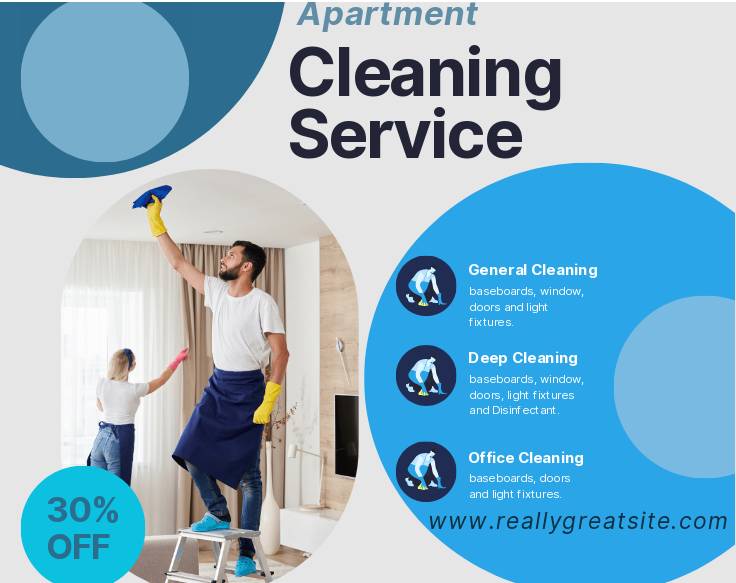 Apartment
Cleaning
Service
General Cleaning
baseboards, window,
doors and light
fixtures.
Deep Cleaning
baseboards, window,
doors, light fixtures
and Disinfectant.
Office Cleaning
baseboards, doors
and light fixtures.
www.reallygreatsite.com
30%
OFF